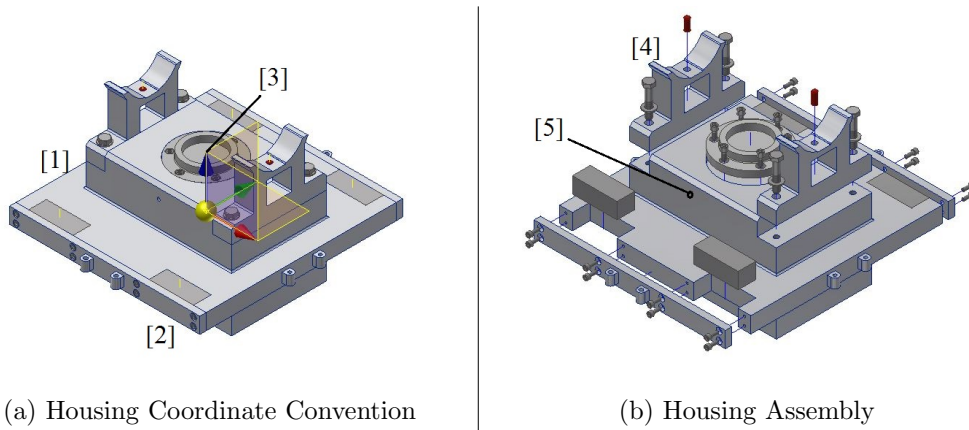 [3]
[1]
[2]
(a) Housing Coordinate Convention
[4]
[5]
(b) Housing Assembly